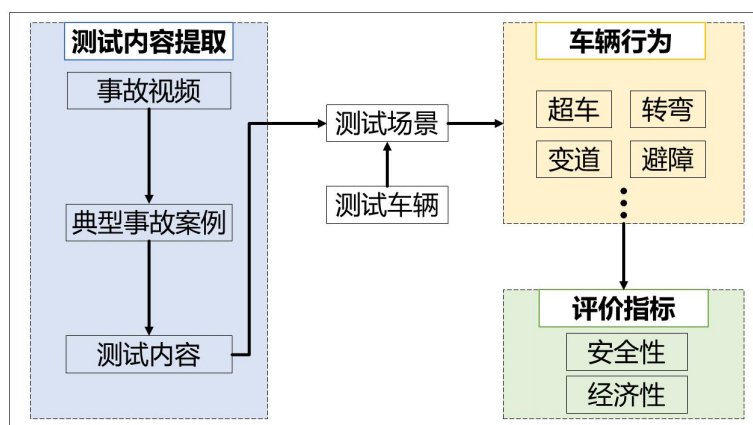 测试内容提取
事故视频
典型事故案例
测试内容
测试场景
测试车辆
车辆行为
超车
转弯
变道
避障
评价指标
安全性
经济性